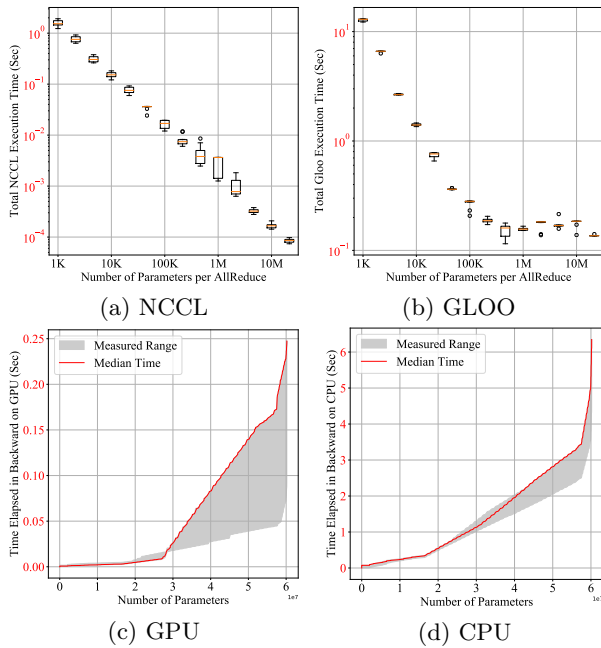 10^0
10^-1
10^-2
10^-3
10^-4
Total NCCL Execution Time (Sec)
1K 10K 100K 1M 10M
Number of Parameters per AllReduce
(a) NCCL
10^1
10^0
10^-1
Total Gloo Execution Time (Sec)
1K 10K 100K 1M 10M
Number of Parameters per AllReduce
(b) GLOO
Measured Range
Median Time
0.25
0.20
0.15
0.10
0.05
0.00
Time Elapsed in Backward on GPU (Sec)
0 1 2 3 4 5 6
1e7
Number of Parameters
(c) GPU
Measured Range
Median Time
6
5
4
3
2
1
0
Time Elapsed in Backward on CPU (Sec)
0 1 2 3 4 5 6
Number of Parameters
(d) CPU